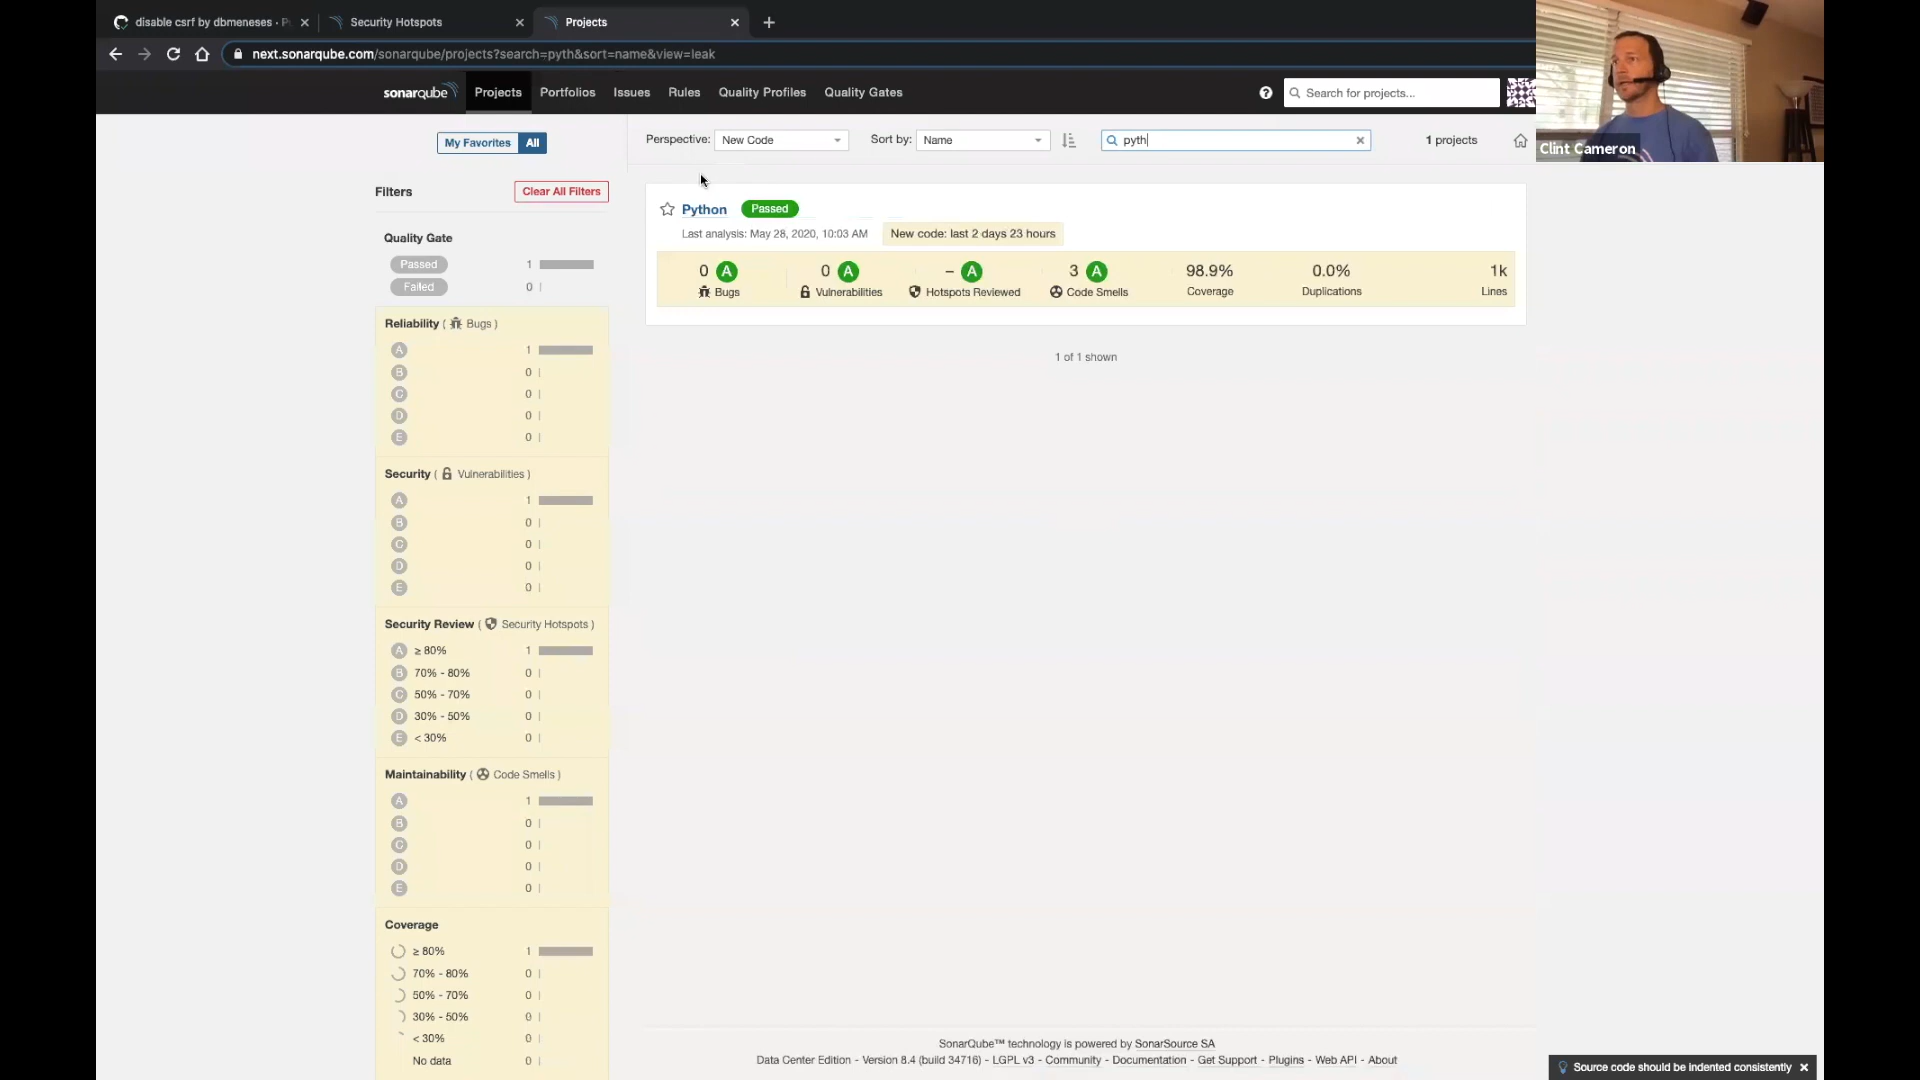 disable csrf by dbmeneses · P
Security Hotspots
Projects
next.sonarqube.com/sonarqube/projects?search=pyth&sort=name&view=leak
sonarqube Projects Portfolios Issues Rules Quality Profiles Quality Gates
Search for projects...
Clint Cameron
My Favorites All
Perspective: New Code
Sort by: Name
pyth
1 projects
Filters
Clear All Filters
Quality Gate
Passed 1
Failed 0
Reliability ( Bugs )
A 1
B 0
C 0
D 0
E 0
Security ( Vulnerabilities )
A 1
B 0
C 0
D 0
E 0
Security Review ( Security Hotspots )
A ≥ 80% 1
B 70% - 80% 0
C 50% - 70% 0
D 30% - 50% 0
E < 30% 0
Maintainability ( Code Smells )
A 1
B 0
C 0
D 0
E 0
Coverage
≥ 80% 1
70% - 80% 0
50% - 70% 0
30% - 50% 0
< 30% 0
No data 0
Python Passed
Last analysis: May 28, 2020, 10:03 AM New code: last 2 days 23 hours
0 A 0 A – A 3 A 98.9% 0.0% 1k
Bugs Vulnerabilities Hotspots Reviewed Code Smells Coverage Duplications Lines
1 of 1 shown
SonarQube™ technology is powered by SonarSource SA
Data Center Edition - Version 8.4 (build 34716) - LGPL v3 - Community - Documentation - Get Support - Plugins - Web API - About
Source code should be indented consistently